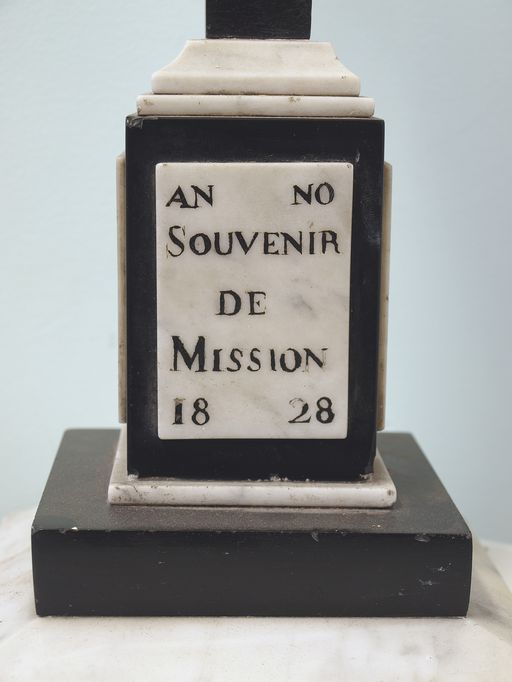 AN NO
SOUVENIR
DE
MISSION
18 28